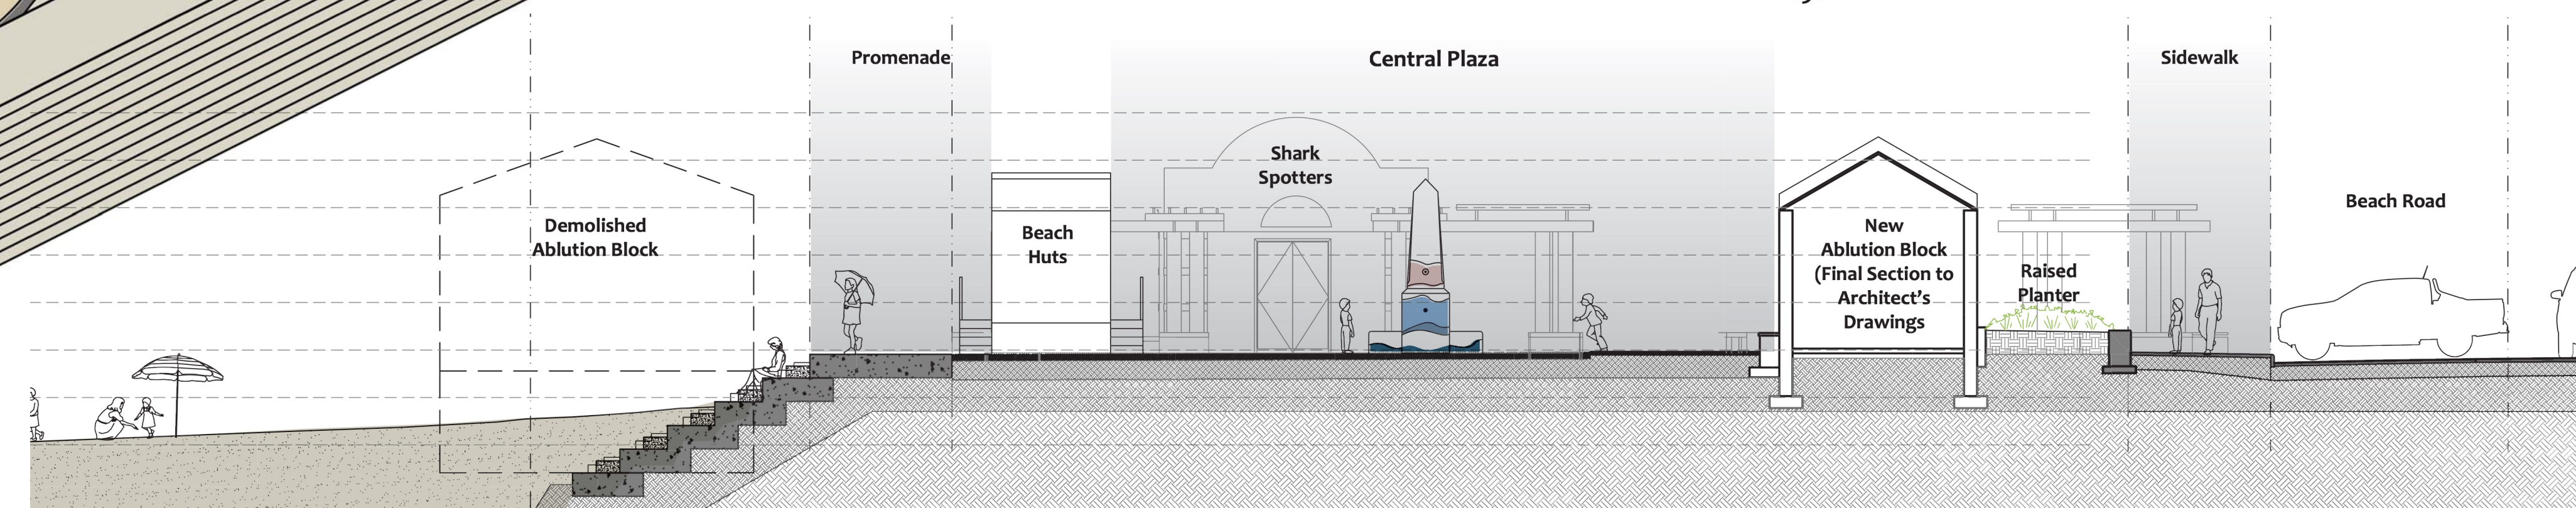 Promenade
Central Plaza
Sidewalk
Shark
Spotters
Beach Road
Demolished
Ablution Block
Beach
Huts
New
Ablution Block
(Final Section to
Architect's
Drawings
Raised
Planter